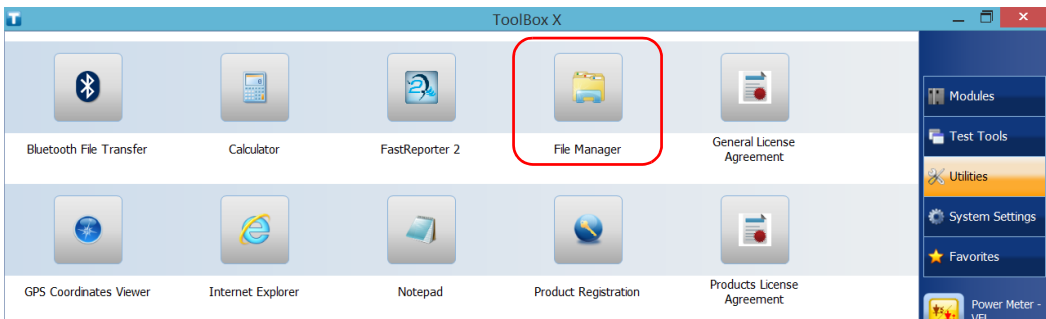 ToolBox X
Bluetooth File Transfer
Calculator
FastReporter 2
File Manager
General License
Agreement
GPS Coordinates Viewer
Internet Explorer
Notepad
Product Registration
Products License
Agreement
Modules
Test Tools
Utilities
System Settings
Favorites
Power Meter -
VFL